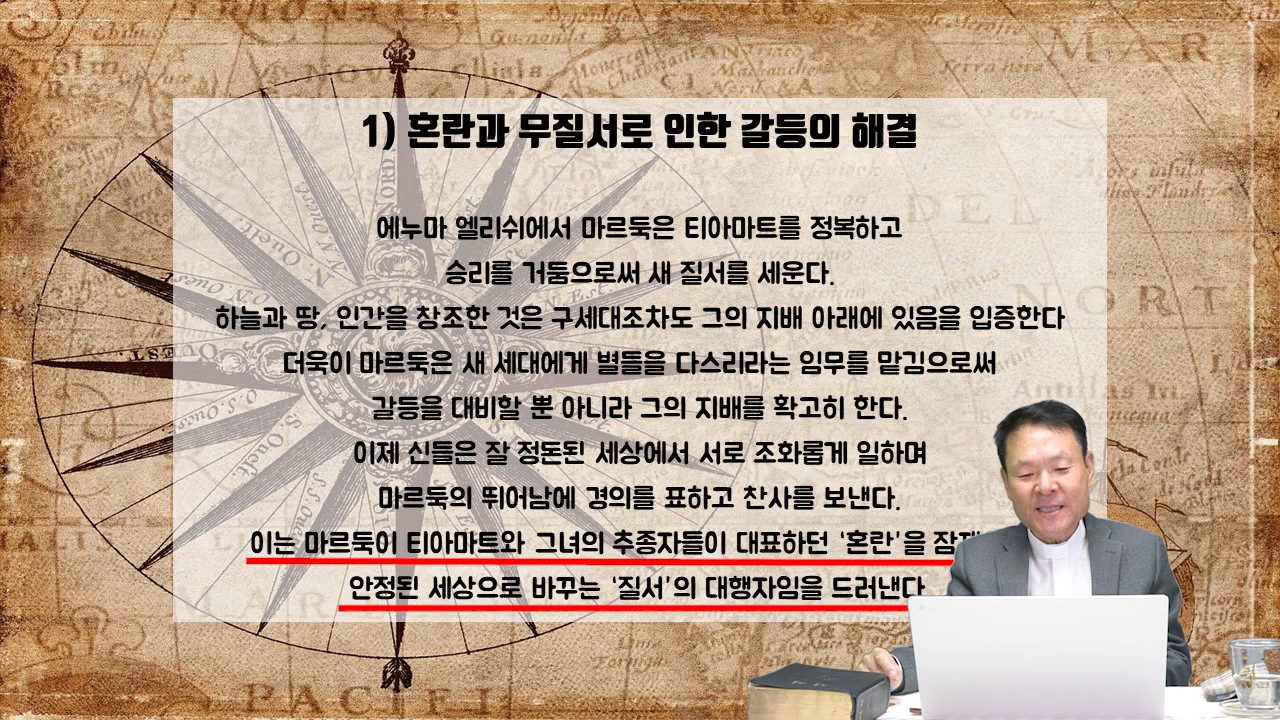 1) 혼란과 무질서로 인한 갈등의 해결
에누마 엘리쉬에서 마르둑은 티아마트를 정복하고
승리를 거둠으로써 새 질서를 세운다.
하늘과 땅, 인간을 창조한 것은 구세대조차도 그의 지배 아래에 있음을 입증한다
더욱이 마르둑은 새 세대에게 별들을 다스리라는 임무를 맡김으로써
갈등을 대비할 뿐 아니라 그의 지배를 확고히 한다.
이제 신들은 잘 정돈된 세상에서 서로 조화롭게 일하며
마르둑의 뛰어남에 경의를 표하고 찬사를 보낸다.
이는 마르둑이 티아마트와 그녀의 추종자들이 대표하던 ‘혼란’을
안정된 세상으로 바꾸는 ‘질서’의 대행자임을 드러낸다
MAR
DEL
NORT
PACIFI